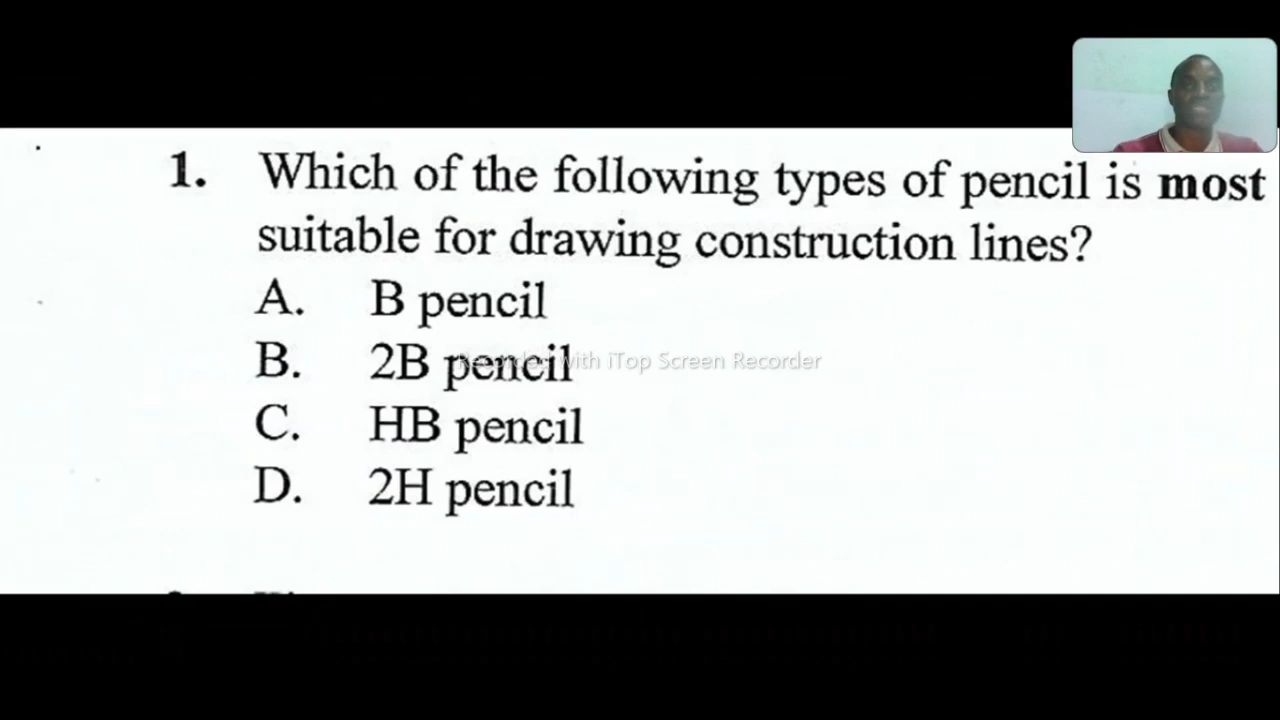 1. Which of the following types of pencil is most
suitable for drawing construction lines?
A. B pencil
B. 2B pencil
C. HB pencil
D. 2H pencil
Recorded with iTop Screen Recorder